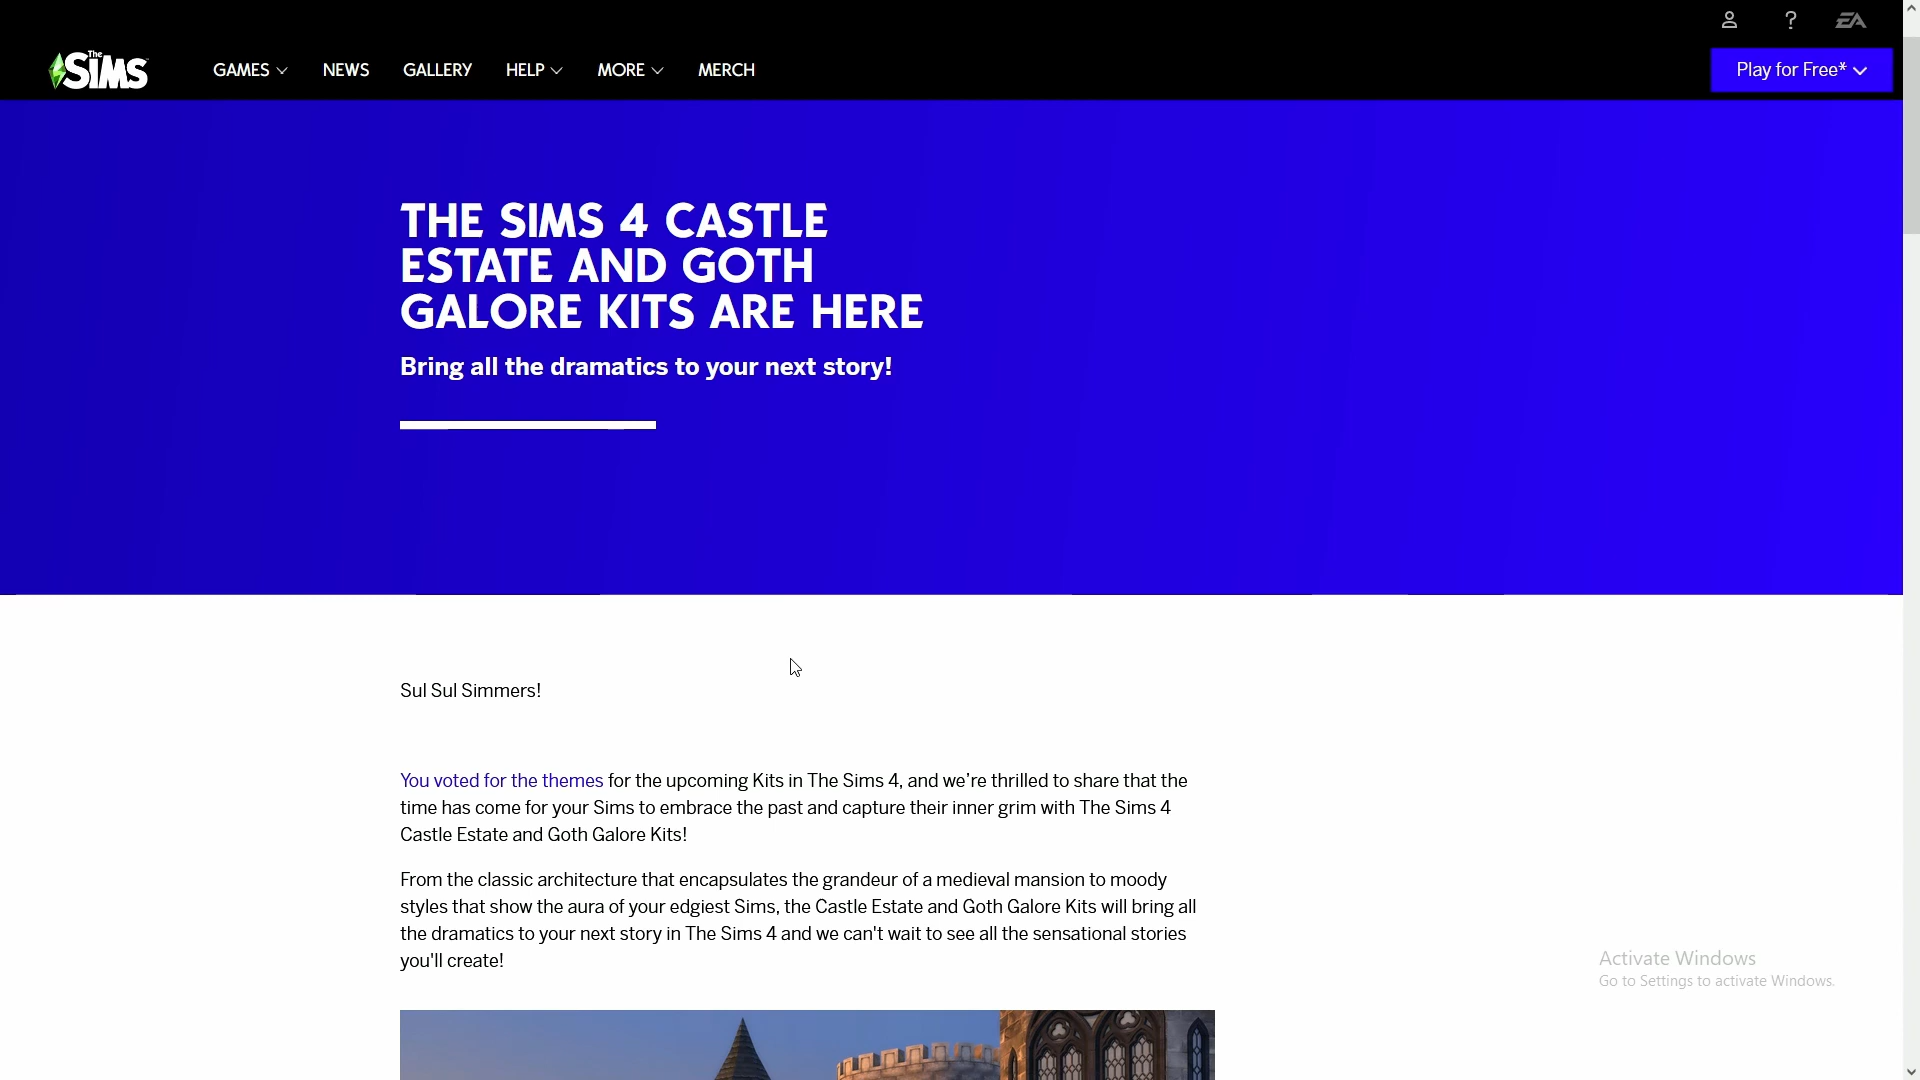 The SIMS
GAMES
NEWS
GALLERY
HELP
MORE
MERCH
?
EA
Play for Free*
THE SIMS 4 CASTLE
ESTATE AND GOTH
GALORE KITS ARE HERE
Bring all the dramatics to your next story!
Sul Sul Simmers!
You voted for the themes for the upcoming Kits in The Sims 4, and we’re thrilled to share that the
time has come for your Sims to embrace the past and capture their inner grim with The Sims 4
Castle Estate and Goth Galore Kits!
From the classic architecture that encapsulates the grandeur of a medieval mansion to moody
styles that show the aura of your edgiest Sims, the Castle Estate and Goth Galore Kits will bring all
the dramatics to your next story in The Sims 4 and we can't wait to see all the sensational stories
you'll create!
Activate Windows
Go to Settings to activate Windows.